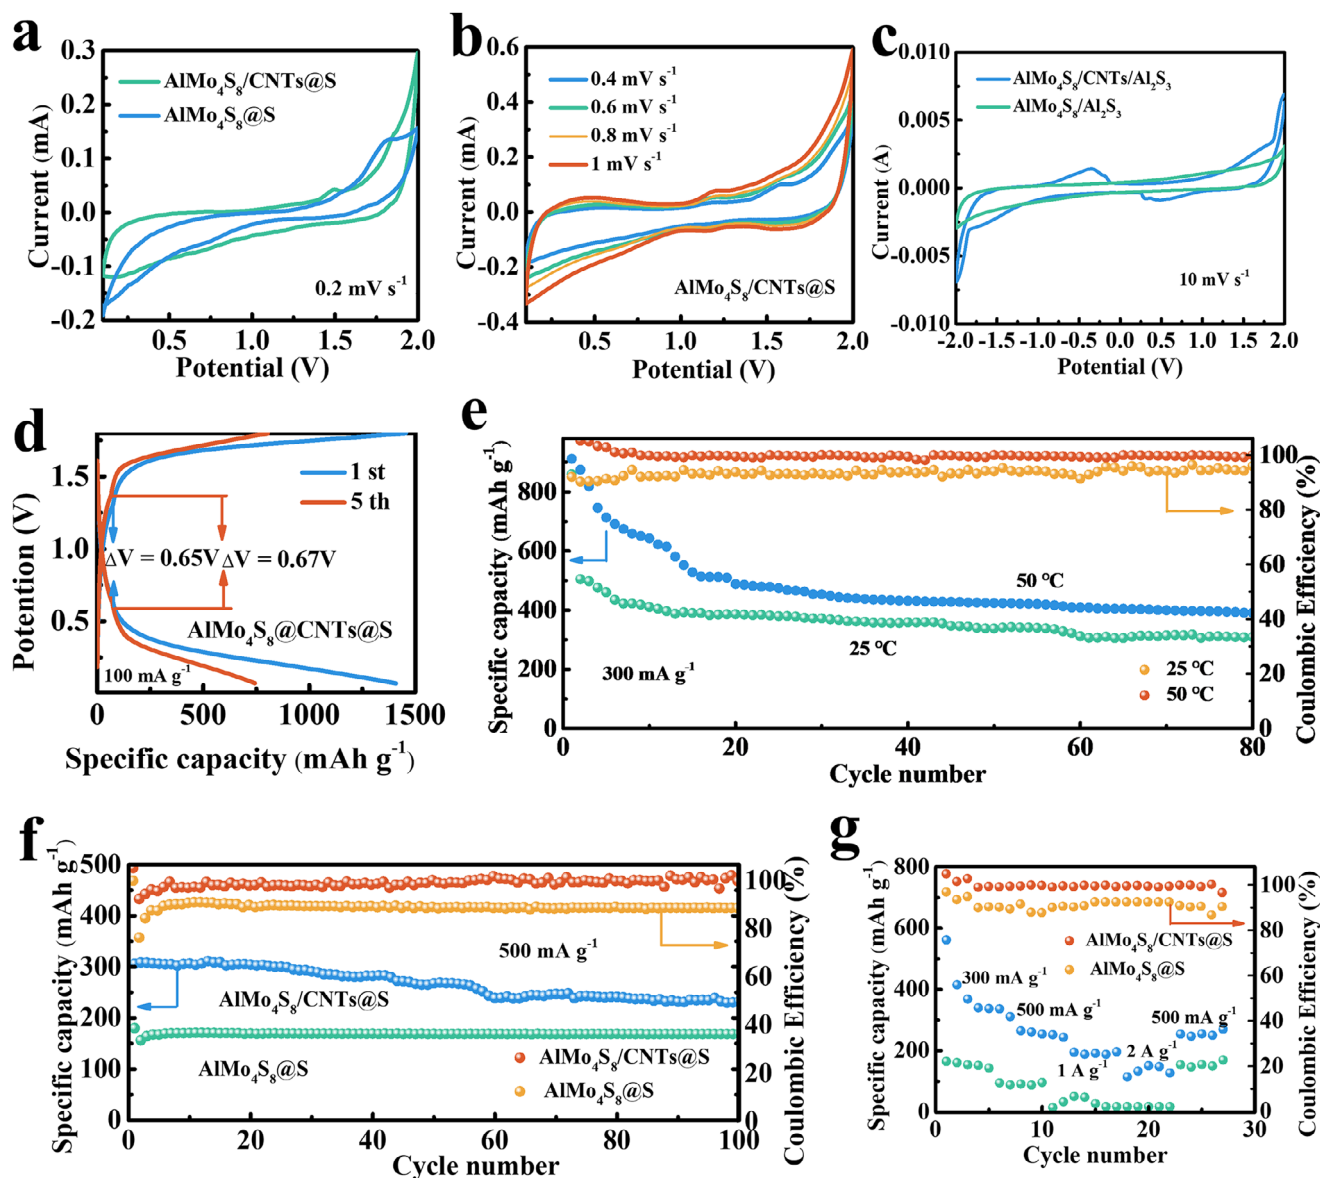 a
0.3
0.2
0.1
0.0
-0.1
-0.2
Current (mA)
AlMo₄S₈/CNTs@S
AlMo₄S₈@S
0.2 mV s⁻¹
0.5
1.0
1.5
2.0
Potential (V)
b
0.6
0.4
0.2
0.0
-0.2
-0.4
Current (mA)
0.4 mV s⁻¹
0.6 mV s⁻¹
0.8 mV s⁻¹
1 mV s⁻¹
AlMo₄S₈/CNTs@S
0.5
1.0
1.5
2.0
Potential (V)
c
0.010
0.005
0.000
-0.005
-0.010
Current (A)
AlMo₄S₈/CNTs/Al₂S₃
AlMo₄S₈/Al₂S₃
10 mV s⁻¹
-2.0
-1.5
-1.0
-0.5
0.0
0.5
1.0
1.5
2.0
Potential (V)
d
1.5
1.0
0.5
Potention (V)
1 st
5 th
ΔV = 0.65V
ΔV = 0.67V
AlMo₄S₈@CNTs@S
100 mA g⁻¹
0
500
1000
1500
Specific capacity (mAh g⁻¹)
e
800
600
400
200
0
Specific capacity (mAh g⁻¹)
100
80
60
40
20
0
Coulombic Efficiency (%)
50 °C
25 °C
300 mA g⁻¹
25 °C
50 °C
0
20
40
60
80
Cycle number
f
500
400
300
200
100
0
Specific capacity (mAh g⁻¹)
100
80
60
40
20
0
Coulombic Efficiency (%)
500 mA g⁻¹
AlMo₄S₈/CNTs@S
AlMo₄S₈@S
AlMo₄S₈/CNTs@S
AlMo₄S₈@S
0
20
40
60
80
100
Cycle number
g
800
600
400
200
0
Specific capacity (mAh g⁻¹)
100
80
60
40
20
0
Coulombic Efficiency (%)
AlMo₄S₈/CNTs@S
AlMo₄S₈@S
300 mA g⁻¹
500 mA g⁻¹
1 A g⁻¹
2 A g⁻¹
500 mA g⁻¹
0
10
20
30
Cycle number